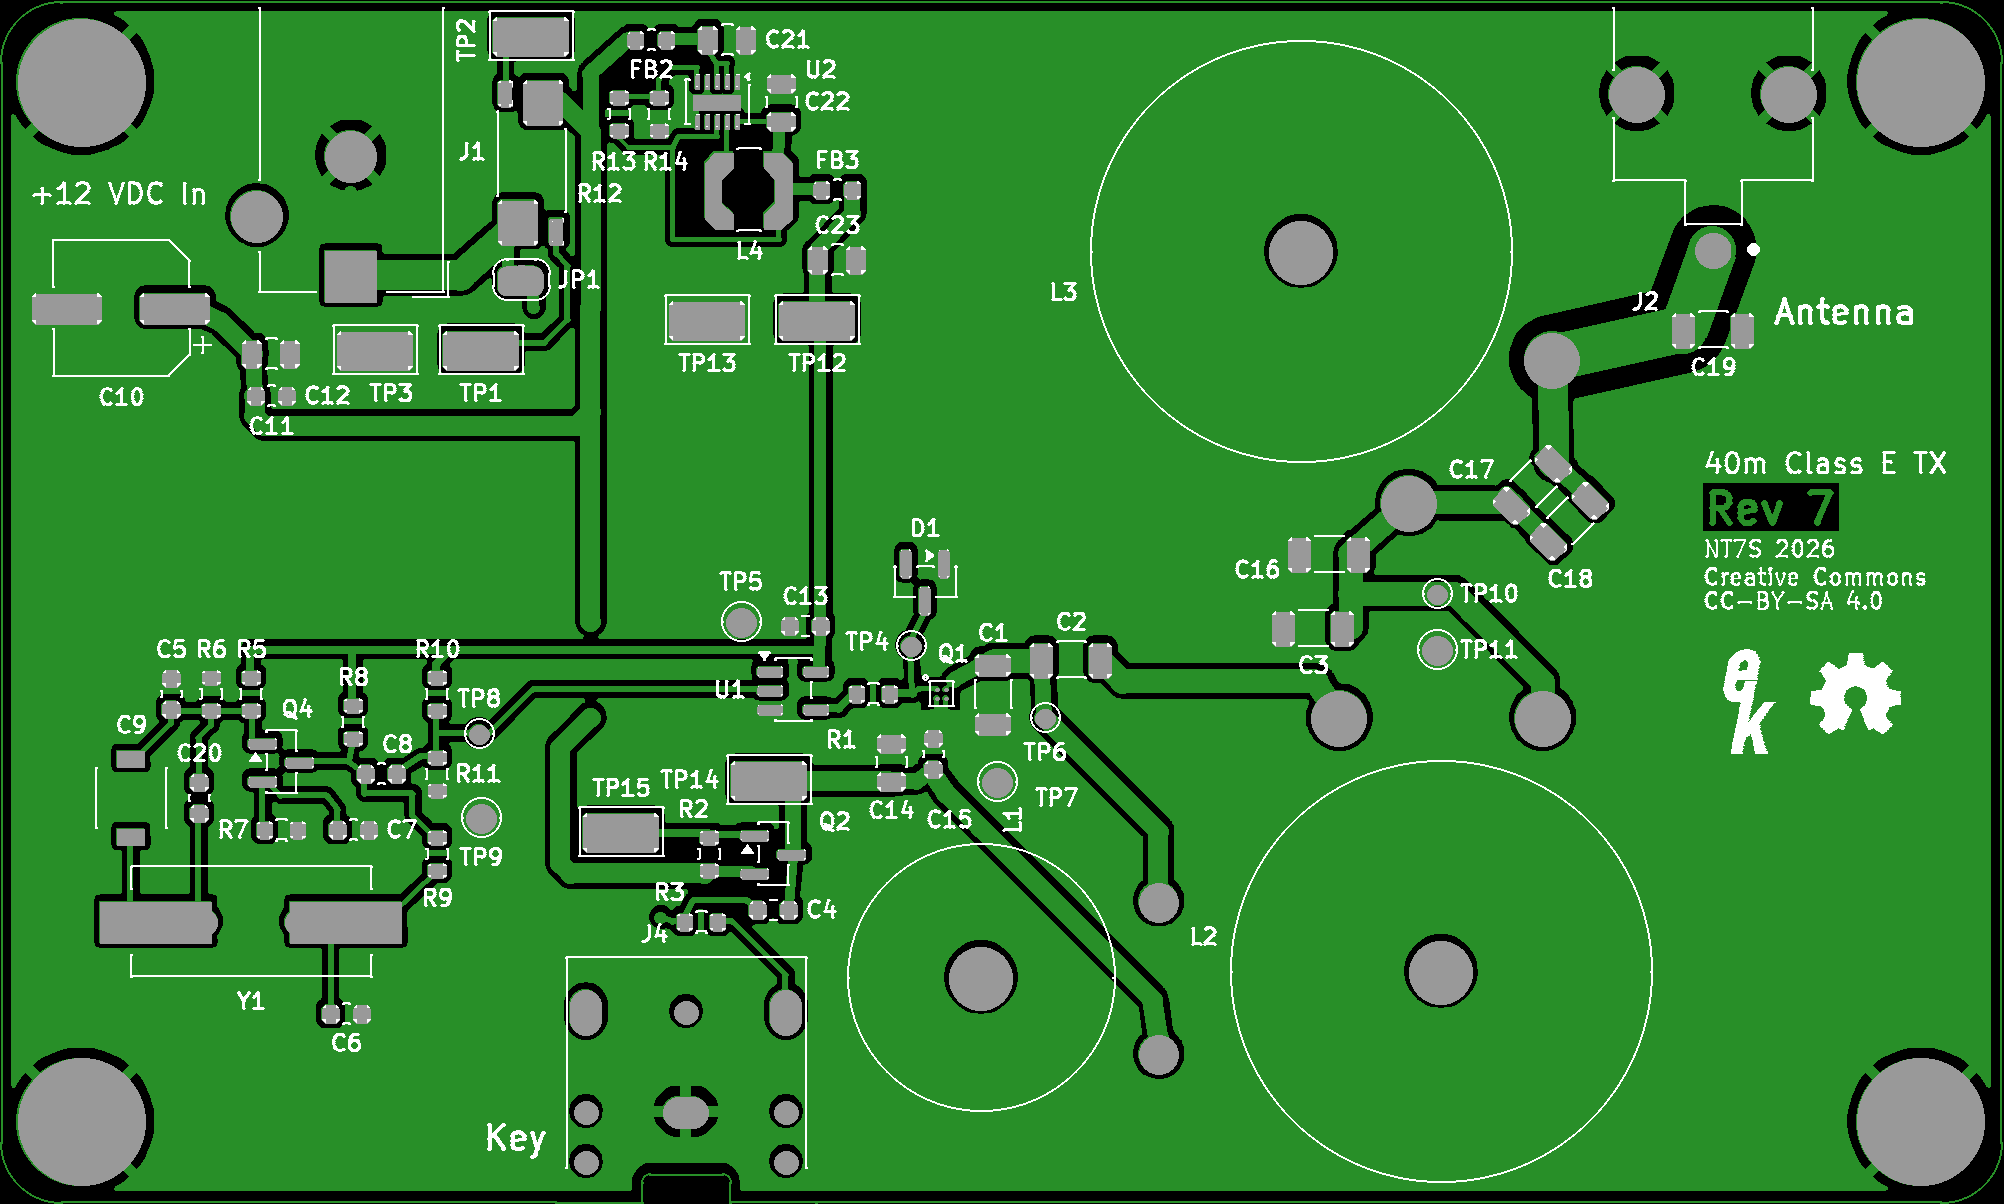 TP2
C21
FB2
U2
C22
J1
R13
R14
FB3
+12 VDC In
R12
C23
L4
JP1
L3
J2
Antenna
+
TP13
TP12
C19
C10
C12
TP3
TP1
C11
C17
40m Class E TX
Rev 7
D1
NT7S 2026
C16
C18
Creative Commons
CC-BY-SA 4.0
TP5
C13
TP10
TP4
C1
C2
C5
R6
R5
R10
Q1
C3
TP11
R8
TP8
U1
Q4
C9
C8
C20
R1
TP6
R11
TP15
TP14
TP7
R2
C14
C15
L1
R7
C7
Q2
TP9
R9
R3
C4
J4
L2
Y1
C6
Key
ek